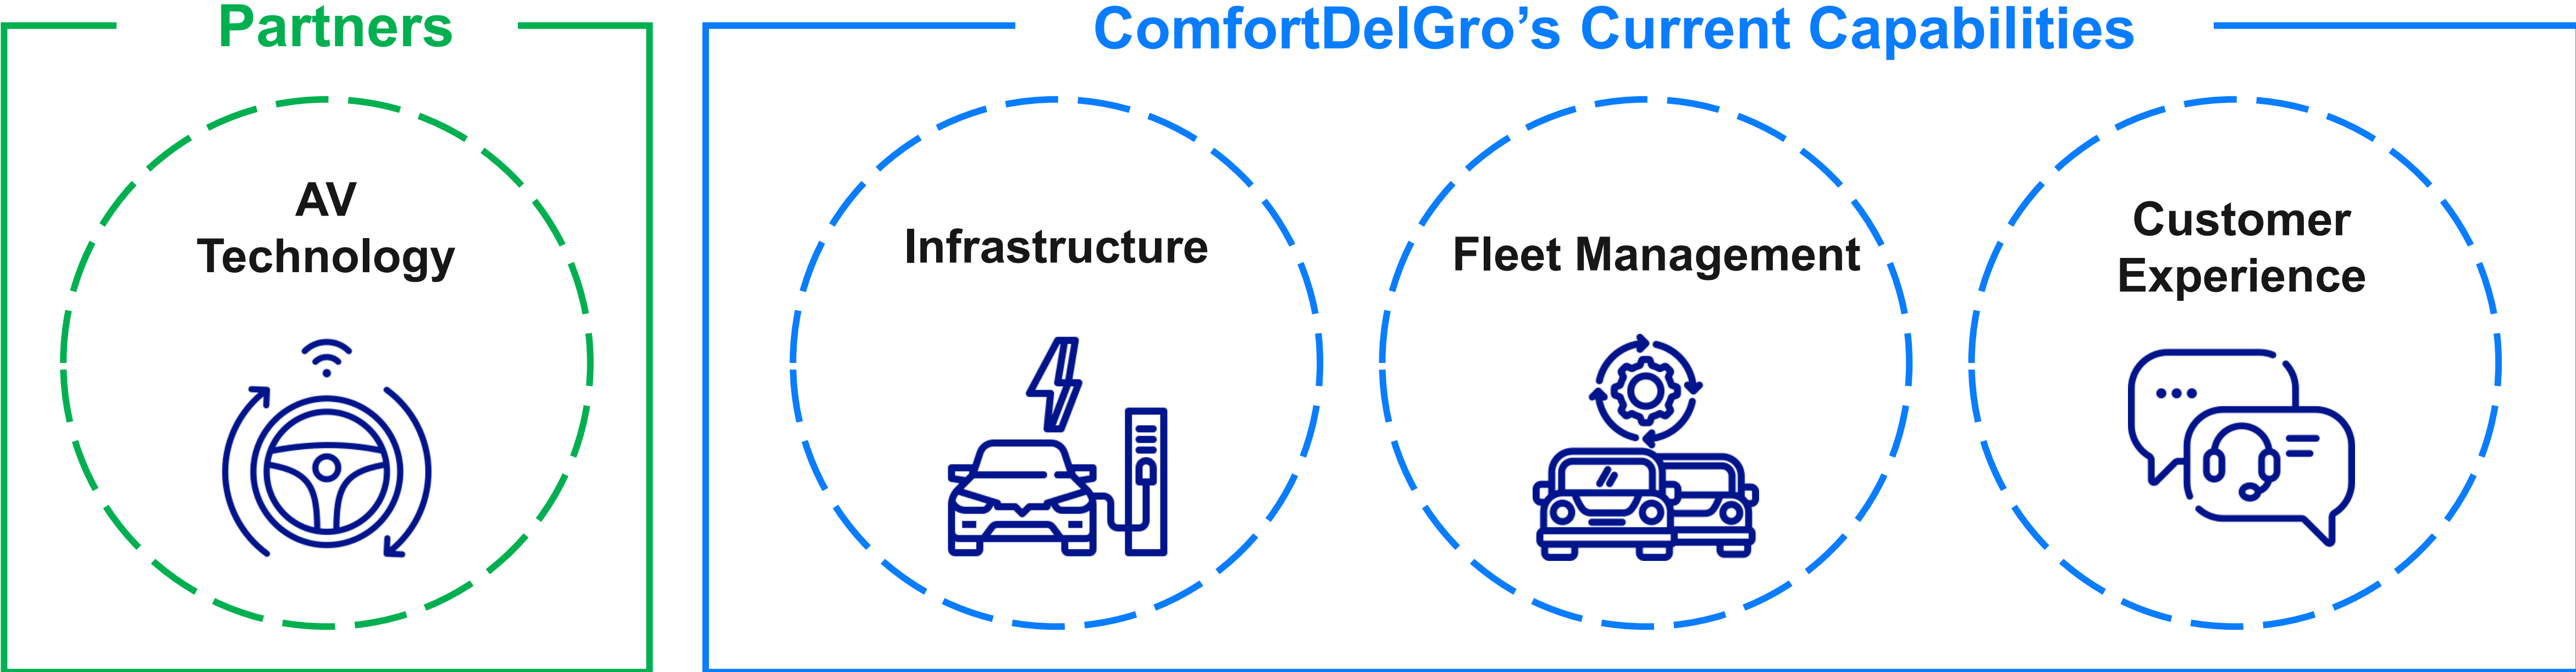 Partners
AV
Technology
ComfortDelGro’s Current Capabilities
Infrastructure
Fleet Management
Customer
Experience